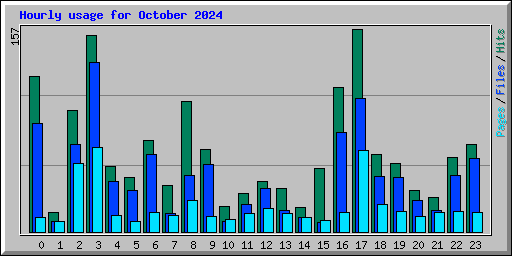 Hourly usage for October 2024
157
Pages / Files / Hits
0 1 2 3 4 5 6 7 8 9 10 11 12 13 14 15 16 17 18 19 20 21 22 23